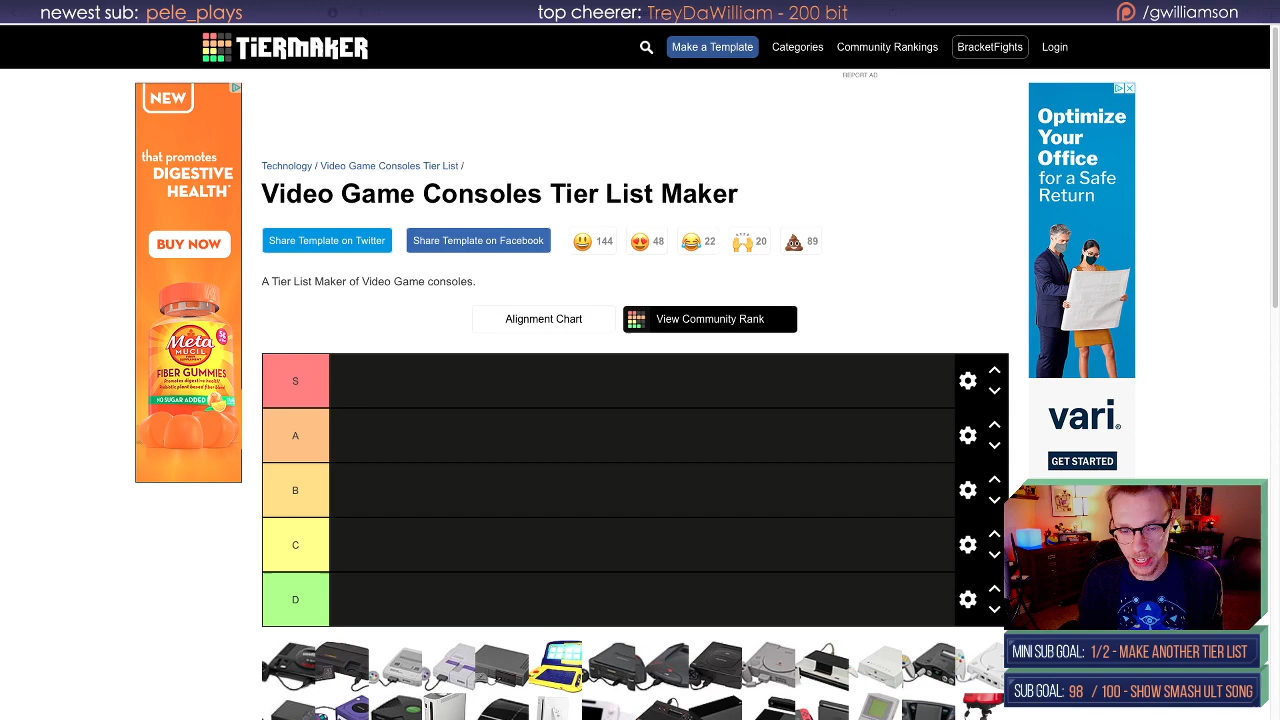 newest sub: pele_plays
top cheerer: TreyDaWilliam - 200 bit
/gwilliamson
TiERMAKER
Make a Template
Categories
Community Rankings
BracketFights
Login
REPORT AD
NEW
that promotes
DIGESTIVE
HEALTH*
BUY NOW
Meta
MUCIL
FIBER GUMMIES
NO SUGAR ADDED
Technology / Video Game Consoles Tier List /
Video Game Consoles Tier List Maker
Share Template on Twitter
Share Template on Facebook
144
48
22
20
89
A Tier List Maker of Video Game consoles.
Alignment Chart
View Community Rank
S
A
B
C
D
Optimize
Your
Office
for a Safe
Return
vari.
GET STARTED
MINI SUB GOAL: 1/2 - MAKE ANOTHER TIER LIST
SUB GOAL: 98 / 100 - SHOW SMASH ULT SONG